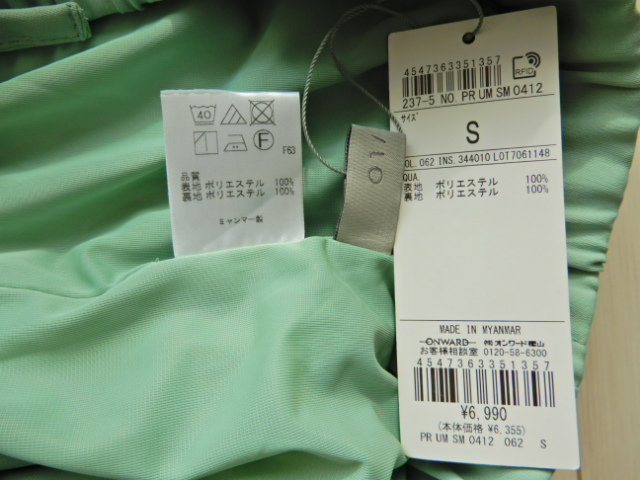 40
F
F53
品質
表地 ポリエステル 100%
裏地 ポリエステル 100%
ミャンマー製
4547363351357
RFID
237-5 NO. PR UM SM 0412
サイズ
S
OL. 062 INS. 344010 LOT7061148
QUA.
表地 ポリエステル 100%
裏地 ポリエステル 100%
MADE IN MYANMAR
ONWARD ㈱オンワード樫山
お客様相談室 0120-58-6300
4547363351357
¥6,990
(本体価格 ¥6,355)
PR UM SM 0412 062 S